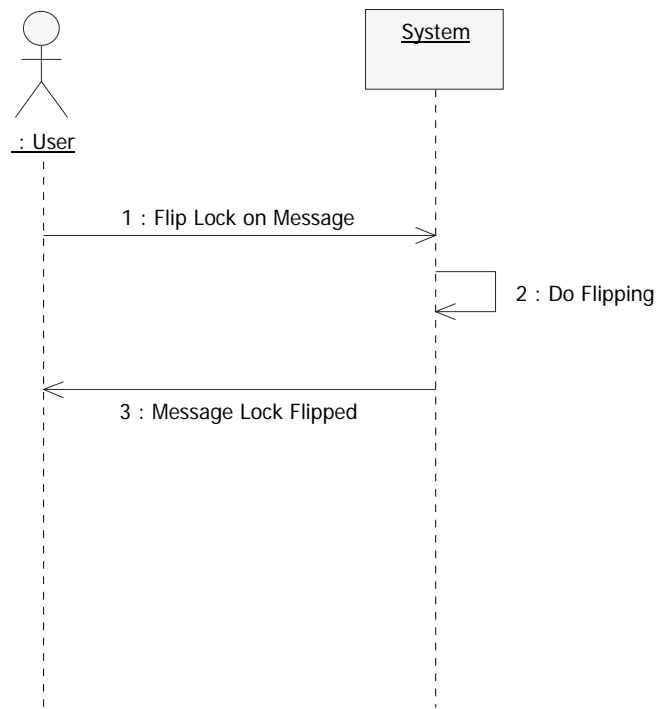 System
: User
1 : Flip Lock on Message
2 : Do Flipping
3 : Message Lock Flipped